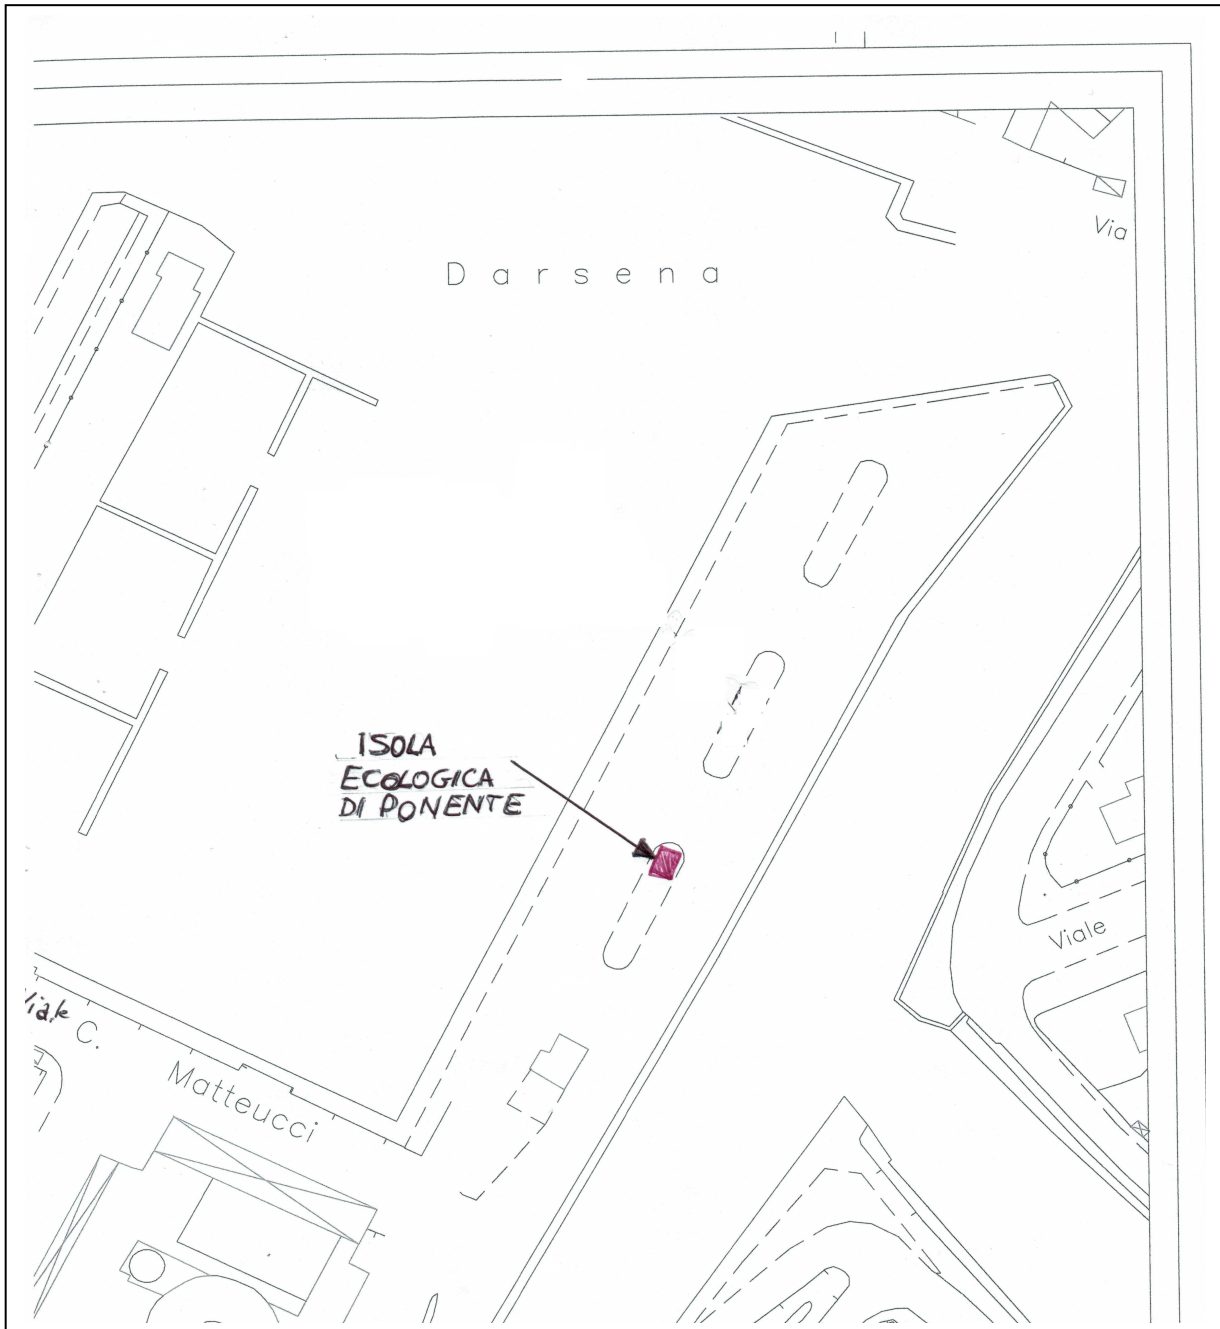 Via
Darsena
ISOLA
ECOLOGICA
DI PONENTE
Viale
Viale C. Matteucci